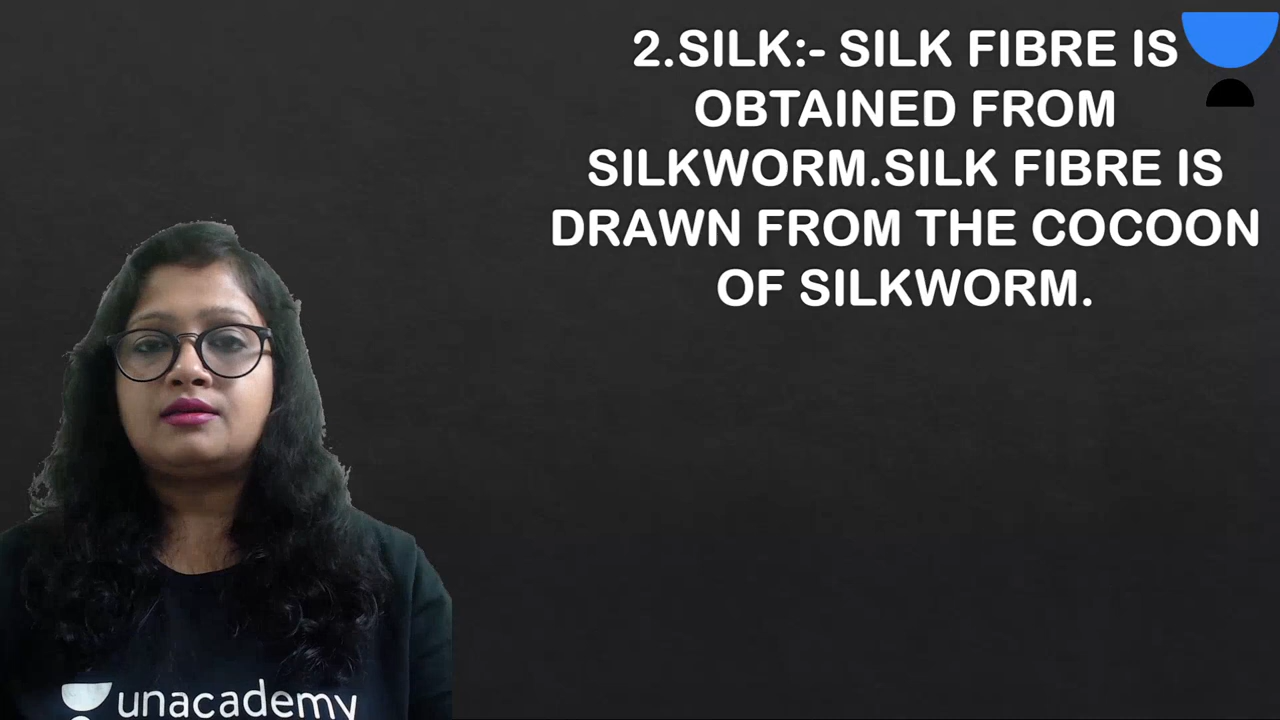 2.SILK:- SILK FIBRE IS
OBTAINED FROM
SILKWORM.SILK FIBRE IS
DRAWN FROM THE COCOON
OF SILKWORM.
unacademy